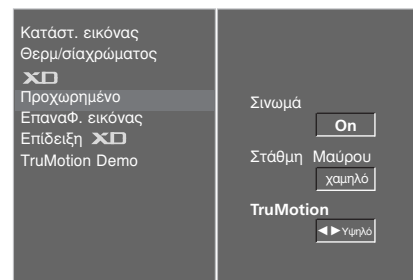 Κατάστ. εικόνας
Θερμ/σίαχρώματος
XD
Προχωρημένο
ΕπαναΦ. εικόνας
Επίδειξη XD
TruMotion Demo
Σινωμά
On
Στάθμη Μαύρου
χαμηλό
TruMotion
◀▶Υψηλό